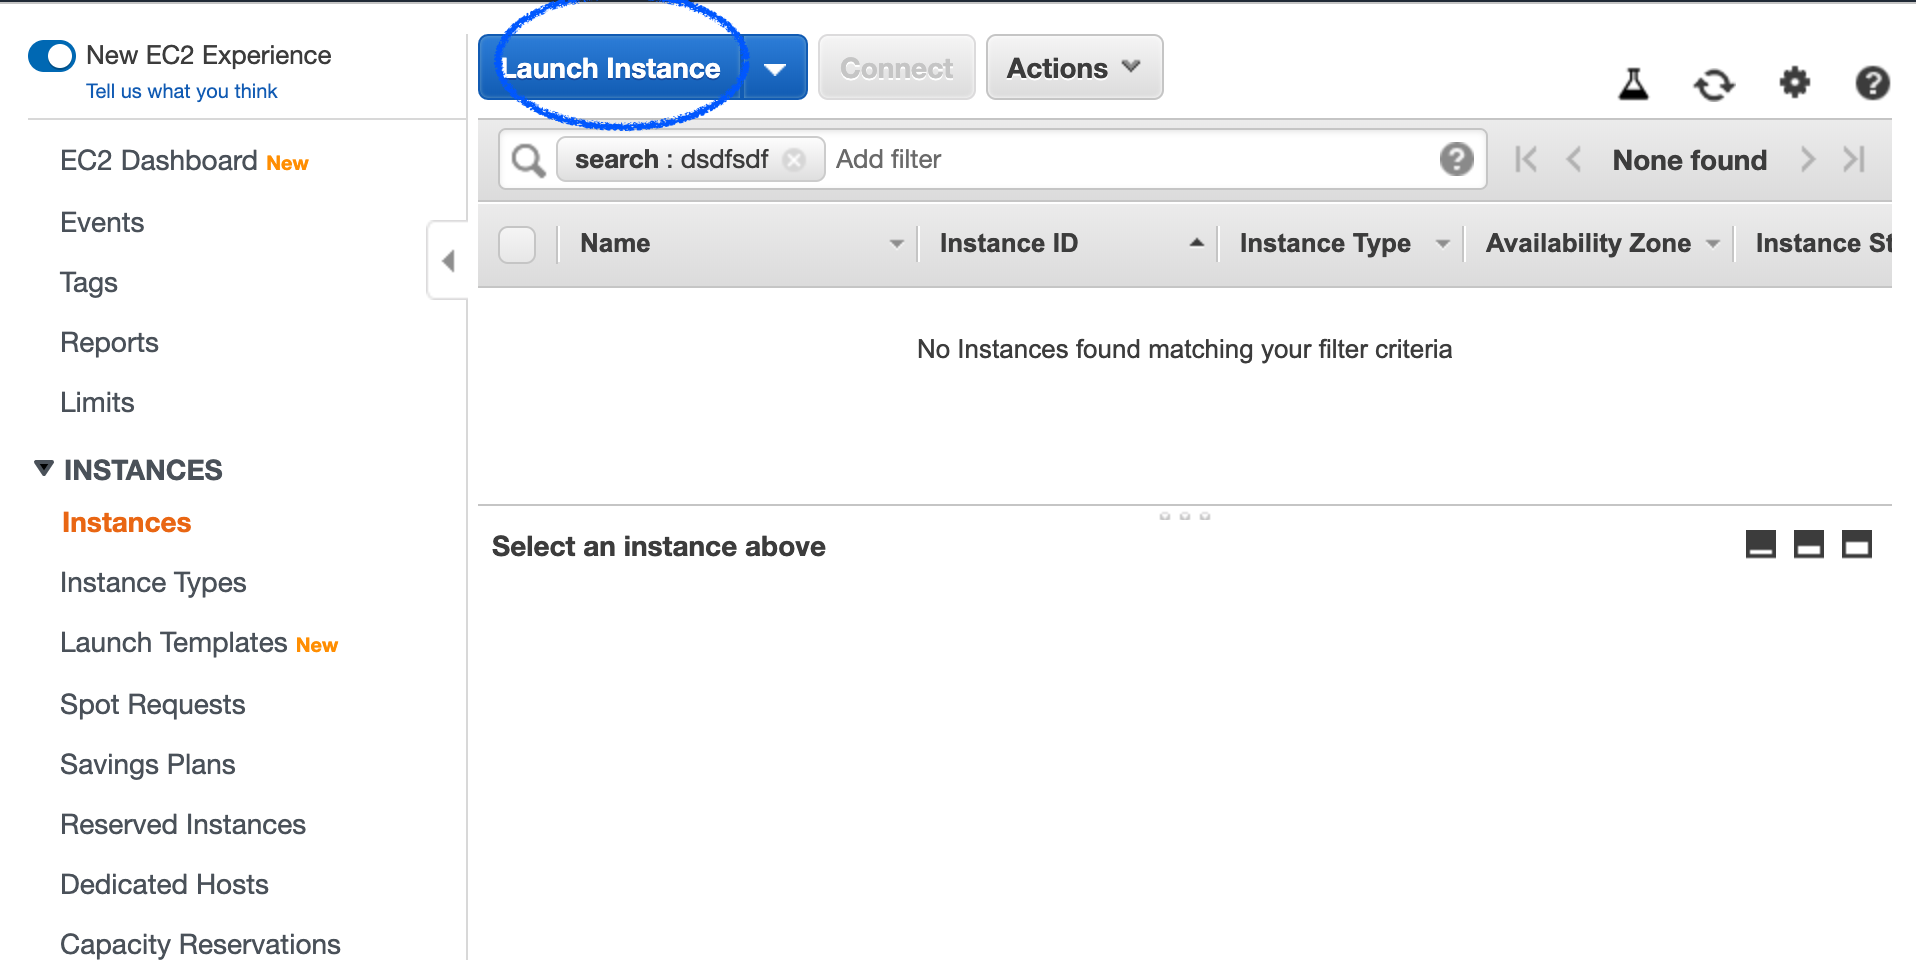 New EC2 Experience
Tell us what you think
EC2 Dashboard New
Events
Tags
Reports
Limits
INSTANCES
Instances
Instance Types
Launch Templates New
Spot Requests
Savings Plans
Reserved Instances
Dedicated Hosts
Capacity Reservations
Launch Instance
Connect
Actions
search : dsdfsdf Add filter
None found
Name Instance ID Instance Type Availability Zone Instance St
No Instances found matching your filter criteria
Select an instance above